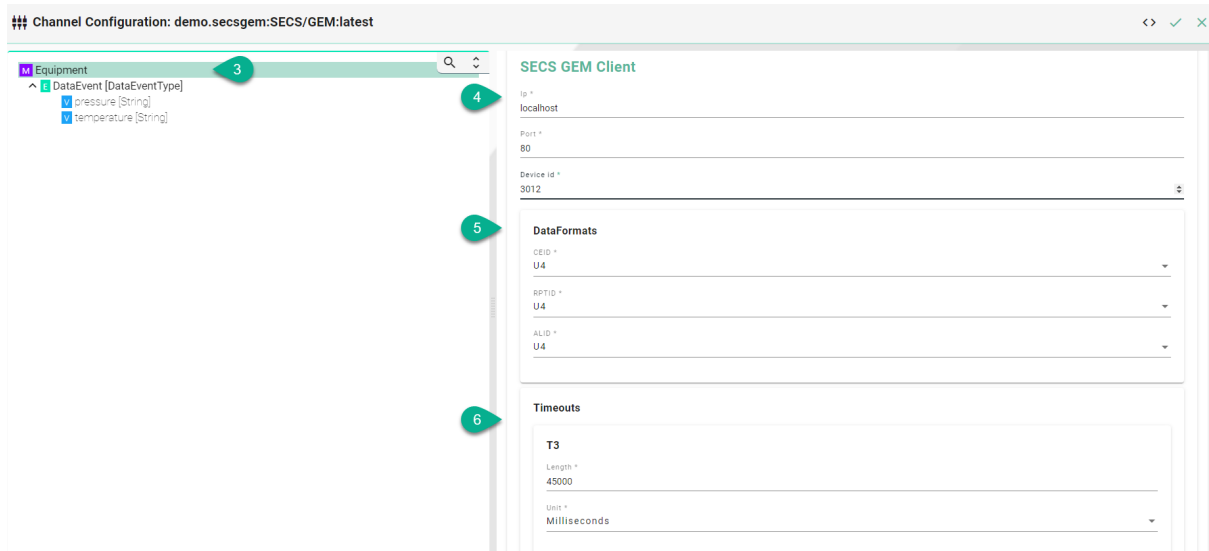 Channel Configuration: demo.secsgem:SECS/GEM:latest
<>
M Equipment
3
E DataEvent [DataEventType]
V pressure [String]
V temperature [String]
SECS GEM Client
4
Ip *
localhost
Port *
80
Device id *
3012
5
DataFormats
CEID *
U4
RPTID *
U4
ALID *
U4
6
Timeouts
T3
Length *
45000
Unit *
Milliseconds